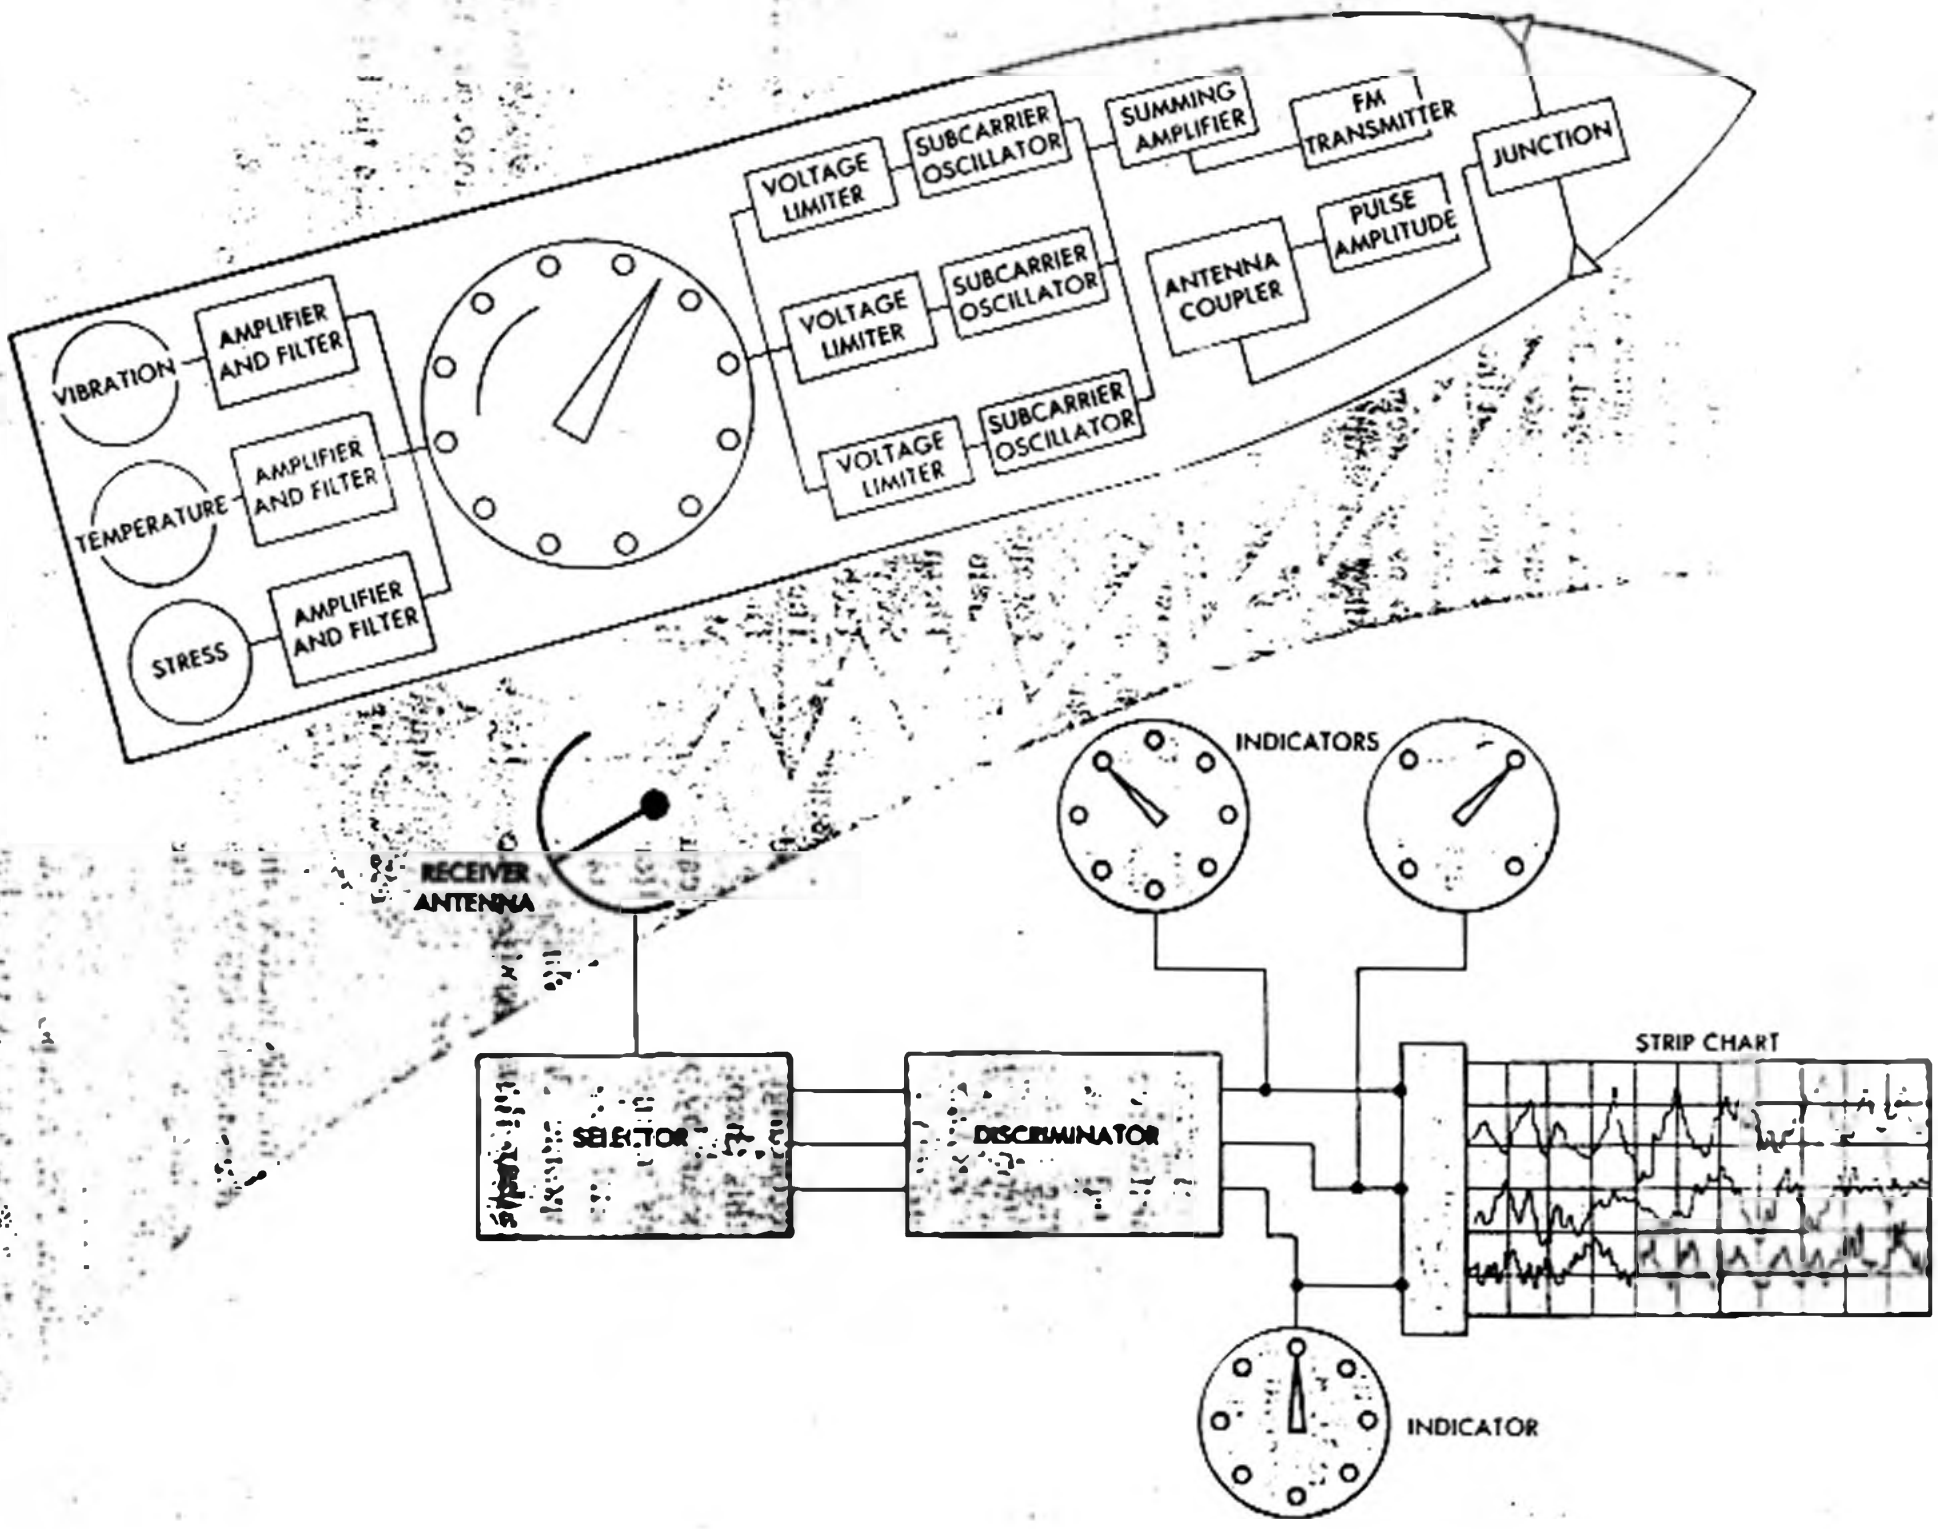 VIBRATION
AMPLIFIER
AND FILTER
TEMPERATURE
AMPLIFIER
AND FILTER
STRESS
AMPLIFIER
AND FILTER
VOLTAGE
LIMITER
SUBCARRIER
OSCILLATOR
VOLTAGE
LIMITER
SUBCARRIER
OSCILLATOR
VOLTAGE
LIMITER
SUBCARRIER
OSCILLATOR
SUMMING
AMPLIFIER
FM
TRANSMITTER
JUNCTION
PULSE
AMPLITUDE
ANTENNA
COUPLER
RECEIVER
ANTENNA
INDICATORS
SELECTOR
DISCRIMINATOR
STRIP CHART
INDICATOR